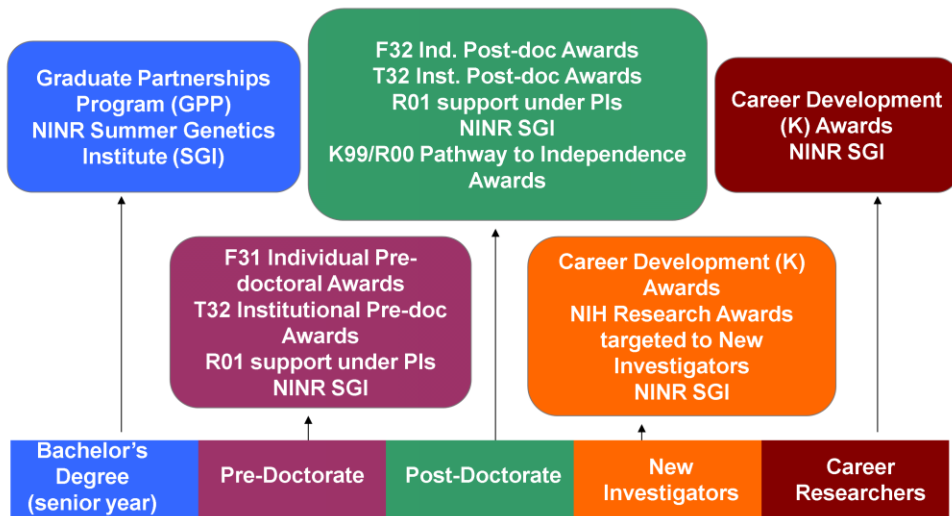 Graduate Partnerships
Program (GPP)
NINR Summer Genetics
Institute (SGI)
F32 Ind. Post-doc Awards
T32 Inst. Post-doc Awards
R01 support under PIs
NINR SGI
K99/R00 Pathway to Independence
Awards
Career Development
(K) Awards
NINR SGI
F31 Individual Pre-
doctoral Awards
T32 Institutional Pre-doc
Awards
R01 support under PIs
NINR SGI
Career Development (K)
Awards
NIH Research Awards
targeted to New
Investigators
NINR SGI
Bachelor's
Degree
(senior year)
Pre-Doctorate
Post-Doctorate
New
Investigators
Career
Researchers